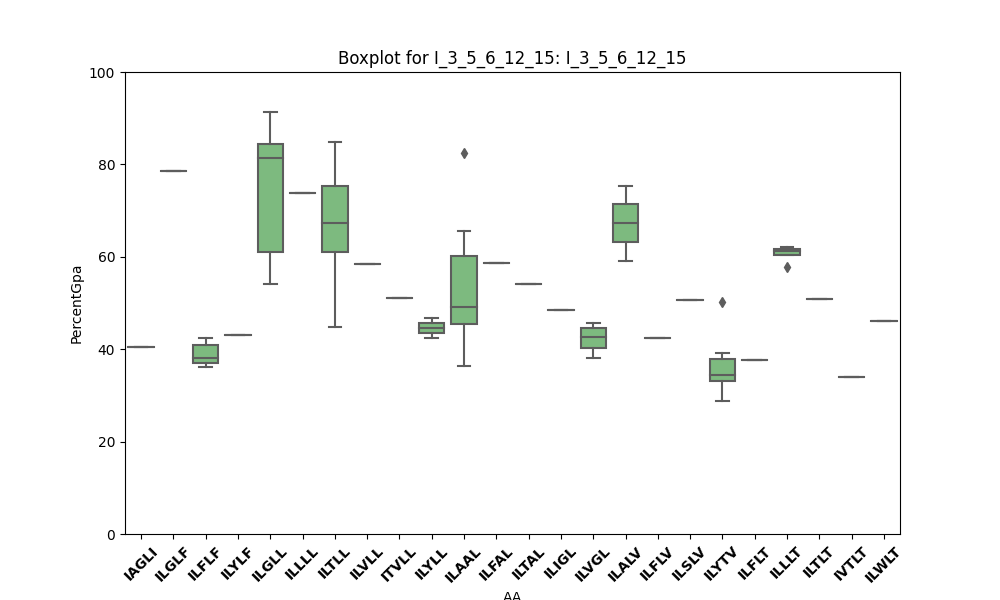 Boxplot for I_3_5_6_12_15: I_3_5_6_12_15
100
80
60
40
20
0
PercentGpa
IAGLI
ILGLF
ILFLF
ILYLF
ILGLL
ILLLL
ILTLL
ILVLL
ITVLL
ILYLL
ILAAL
ILFAL
ILTAL
ILIGL
ILVGL
ILALV
ILFLV
ILSLV
ILYTV
ILFLT
ILLLT
ILTLT
IVTLT
ILWLT
AA